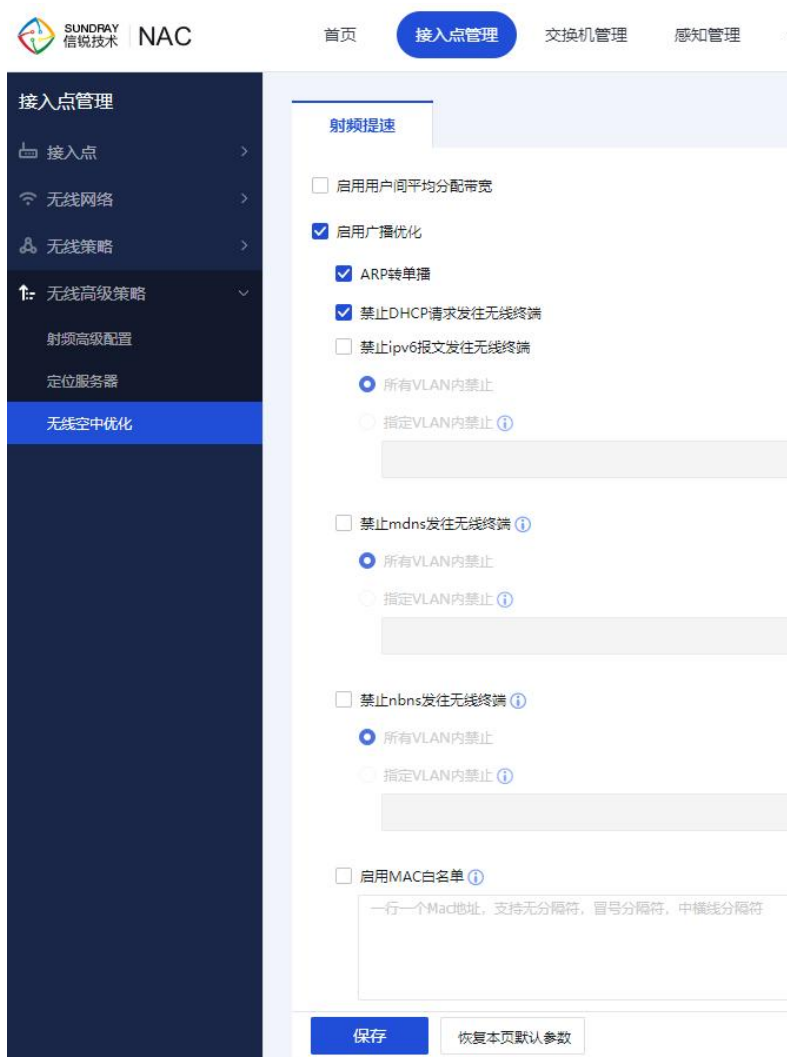 SUNDRAY
信锐技术
NAC
首页
接入点管理
交换机管理
感知管理
接入点管理
接入点
无线网络
无线策略
无线高级策略
射频高级配置
定位服务器
无线空中优化
射频提速
启用用户间平均分配带宽
启用广播优化
ARP转单播
禁止DHCP请求发往无线终端
禁止ipv6报文发往无线终端
所有VLAN内禁止
指定VLAN内禁止
禁止mdns发往无线终端
所有VLAN内禁止
指定VLAN内禁止
禁止nbns发往无线终端
所有VLAN内禁止
指定VLAN内禁止
启用MAC白名单
一行一个Mac地址，支持无分隔符，冒号分隔符，中横线分隔符
保存
恢复本页默认参数